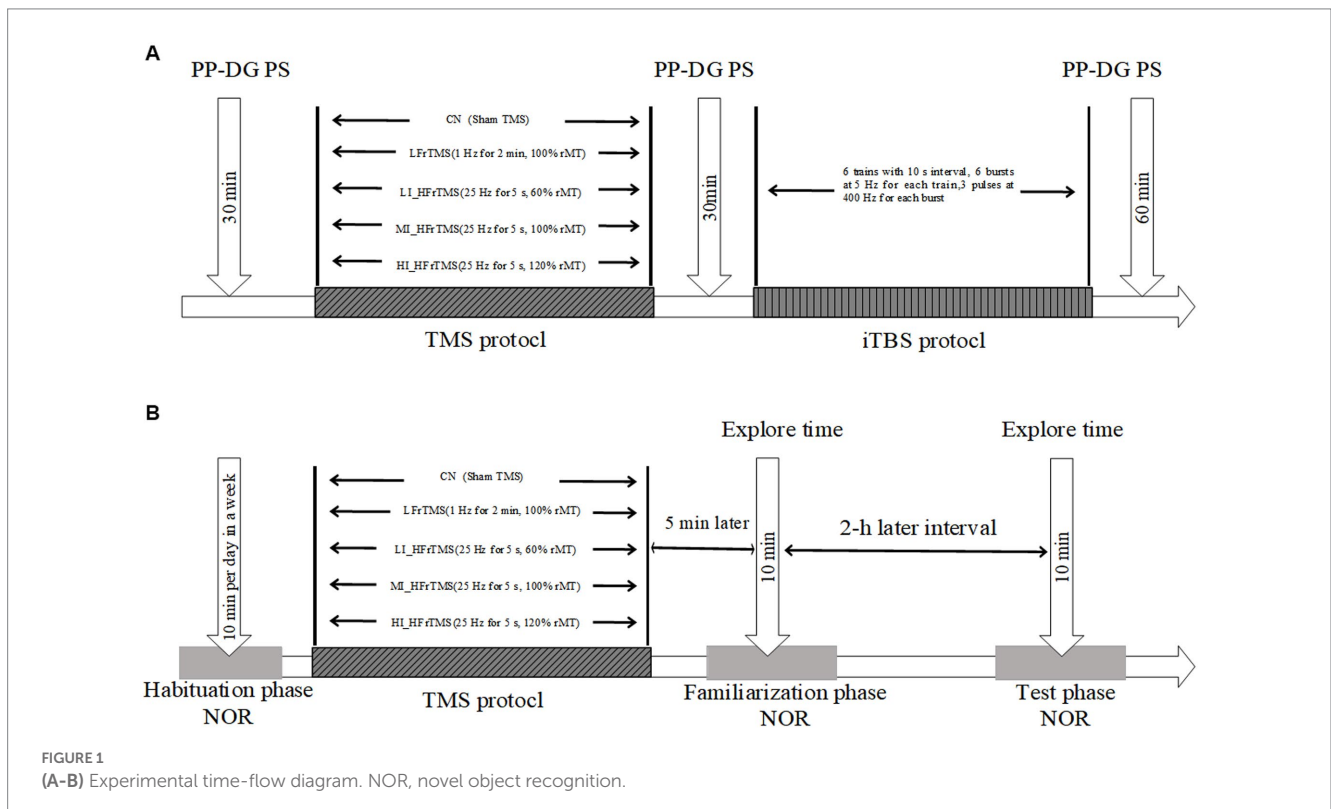 A
PP-DG PS
PP-DG PS
PP-DG PS
30 min
CN (Sham TMS)
LFrTMS(1 Hz for 2 min, 100% rMT)
LI_HFrTMS(25 Hz for 5 s, 60% rMT)
MI_HFrTMS(25 Hz for 5 s, 100% rMT)
HI_HFrTMS(25 Hz for 5 s, 120% rMT)
30min
6 trains with 10 s interval, 6 bursts
at 5 Hz for each train,3 pulses at
400 Hz for each burst
60 min
TMS protocl
iTBS protocl
B
Explore time
Explore time
10 min per day in a week
CN (Sham TMS)
LFrTMS(1 Hz for 2 min, 100% rMT)
LI_HFrTMS(25 Hz for 5 s, 60% rMT)
MI_HFrTMS(25 Hz for 5 s, 100% rMT)
HI_HFrTMS(25 Hz for 5 s, 120% rMT)
5 min later
10 min
2-h later interval
10 min
Habituation phase
NOR
TMS protocl
Familiarization phase
NOR
Test phase
NOR
FIGURE 1
(A-B) Experimental time-flow diagram. NOR, novel object recognition.